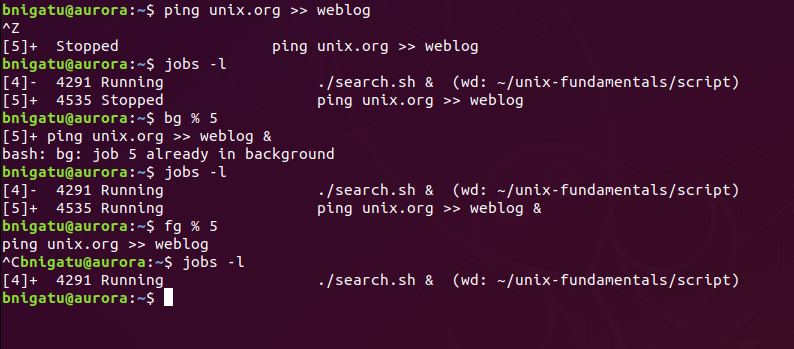 bnigatu@aurora:~$ ping unix.org >> weblog
^Z
[5]+  Stopped                 ping unix.org >> weblog
bnigatu@aurora:~$ jobs -l
[4]-  4291 Running                 ./search.sh &  (wd: ~/unix-fundamentals/script)
[5]+  4535 Stopped                 ping unix.org >> weblog
bnigatu@aurora:~$ bg % 5
[5]+ ping unix.org >> weblog &
bash: bg: job 5 already in background
bnigatu@aurora:~$ jobs -l
[4]-  4291 Running                 ./search.sh &  (wd: ~/unix-fundamentals/script)
[5]+  4535 Running                 ping unix.org >> weblog &
bnigatu@aurora:~$ fg % 5
ping unix.org >> weblog
^Cbnigatu@aurora:~$ jobs -l
[4]+  4291 Running                 ./search.sh &  (wd: ~/unix-fundamentals/script)
bnigatu@aurora:~$